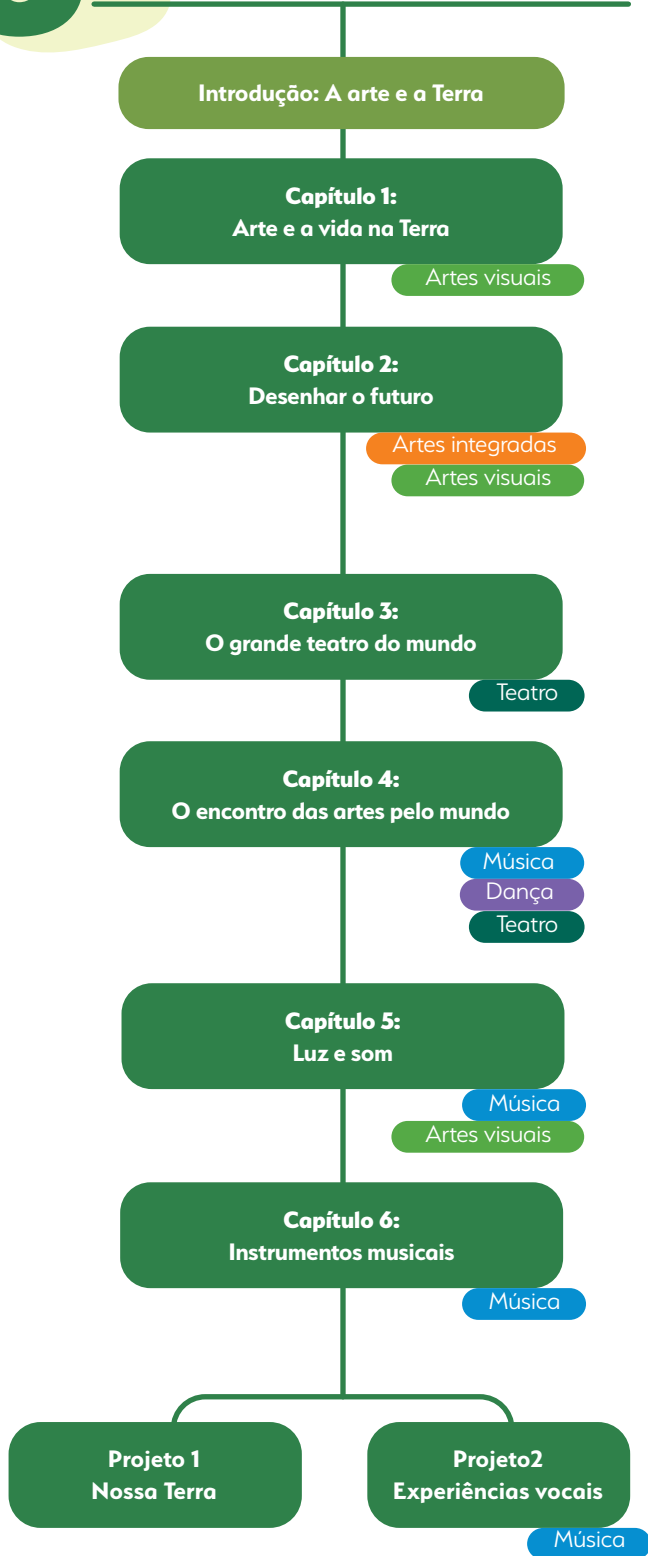 Introdução: A arte e a Terra
Capítulo 1:
Arte e a vida na Terra
Artes visuais
Capítulo 2:
Desenhar o futuro
Artes integradas
Artes visuais
Capítulo 3:
O grande teatro do mundo
Teatro
Capítulo 4:
O encontro das artes pelo mundo
Música
Dança
Teatro
Capítulo 5:
Luz e som
Música
Artes visuais
Capítulo 6:
Instrumentos musicais
Música
Projeto 1
Nossa Terra
Projeto2
Experiências vocais
Música